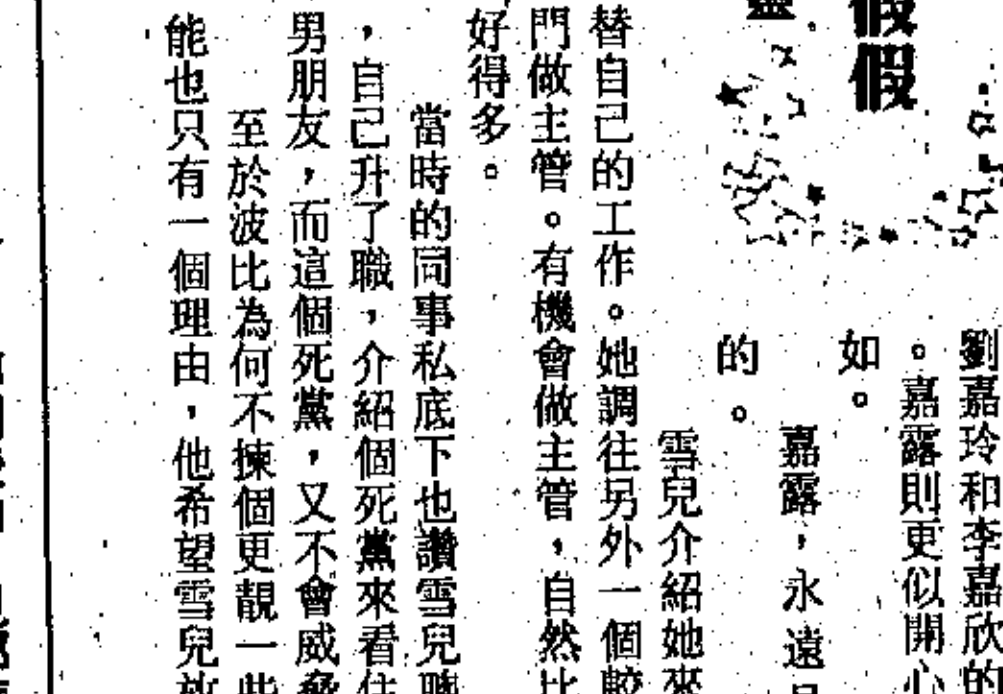 劉嘉玲和李嘉欣的
。嘉露則更似開心
如。
嘉露，永遠
的。
雪兒介紹她來
替自己的工作。她調往另外一個較
門做主管。有機會做主管，自然比
好得多。
當時的同事私底下也讚雪兒聰
，自己升了職，介紹個死黨來看住
男朋友，而這個死黨，又不會威脅
至於波比為何不揀個更靚一些
能也只有一個理由，他希望雪兒放
假假